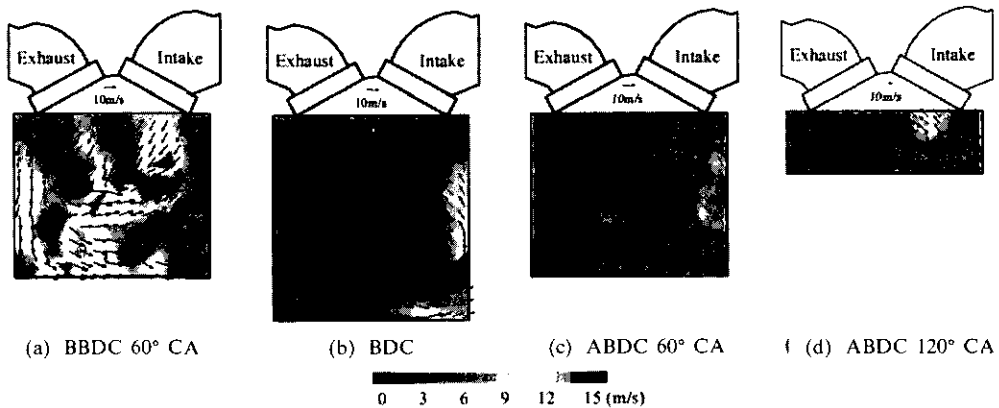 Exhaust Intake Exhaust Intake Exhaust Intake Exhaust Intake
10m/s 10m/s 10m/s 10m/s
(a) BBDC 60° CA (b) BDC (c) ABDC 60° CA (d) ABDC 120° CA
0 3 6 9 12 15 (m/s)